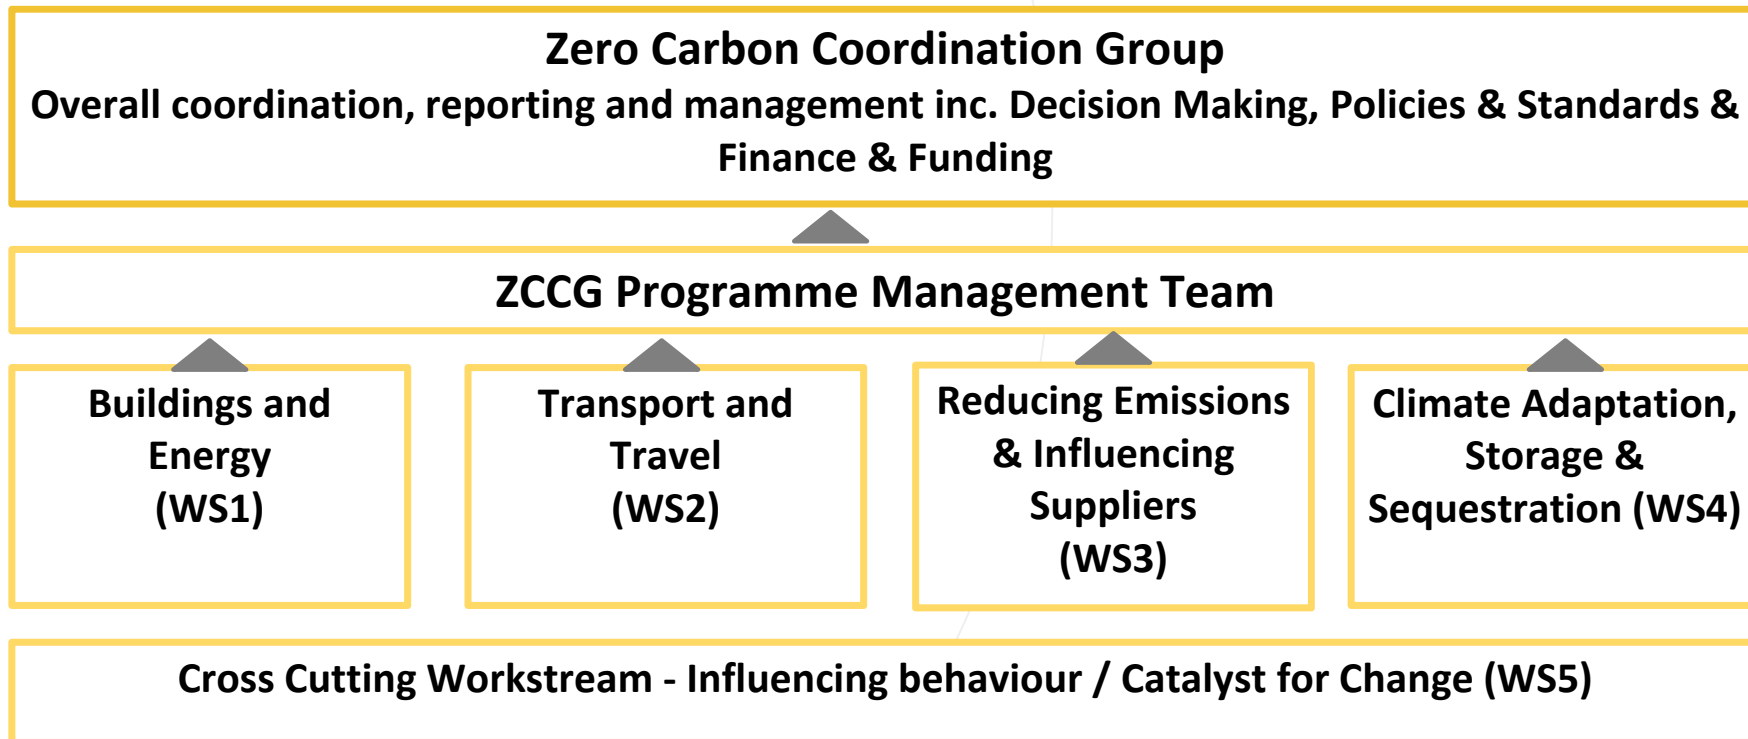 Zero Carbon Coordination Group
Overall coordination, reporting and management inc. Decision Making, Policies & Standards &
Finance & Funding
ZCCG Programme Management Team
Buildings and
Energy
(WS1)
Transport and
Travel
(WS2)
Reducing Emissions
& Influencing
Suppliers
(WS3)
Climate Adaptation,
Storage &
Sequestration (WS4)
Cross Cutting Workstream - Influencing behaviour / Catalyst for Change (WS5)